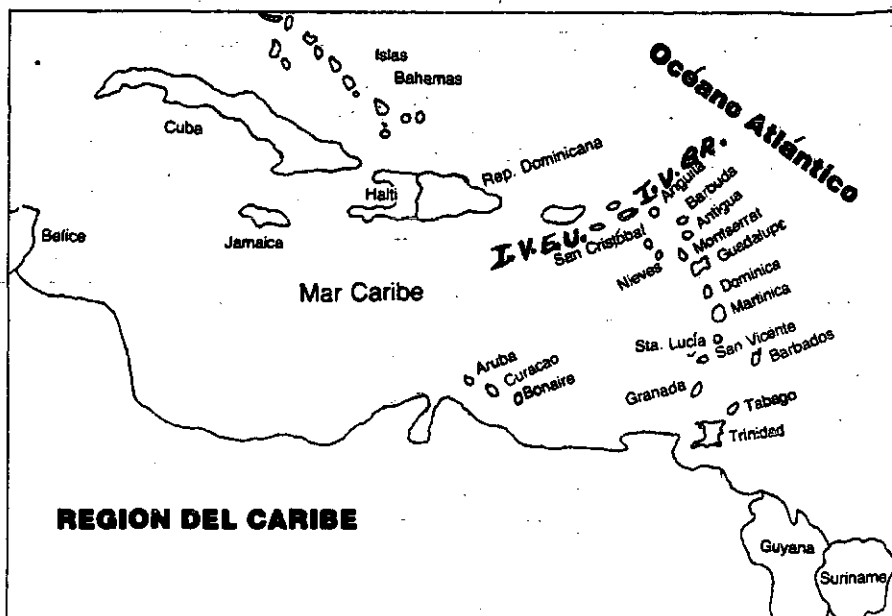 Islas
Bahamas
Océano Atlántico
Cuba
Rep. Dominicana
Haití
I.V.GR.
Anguila
Barbuda
Antigua
Montserrat
Guadalupe
Belice
Jamaica
I.V.E.U.
San Cristóbal
Nieves
Mar Caribe
Dominica
Martinica
Sta. Lucía
San Vicente
Barbados
Aruba
Curacao
Bonaire
Granada
Tabago
Trinidad
REGION DEL CARIBE
Guyana
Suriname